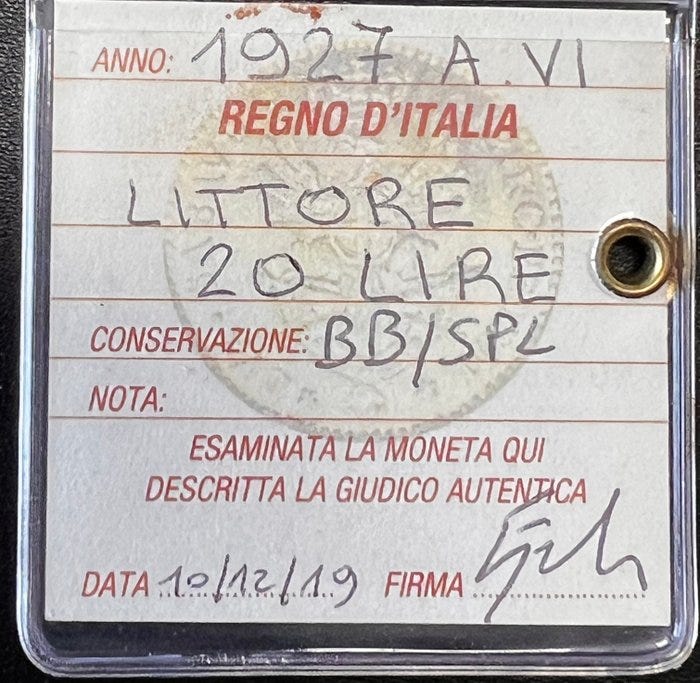 ANNO: 1927 A.VI
REGNO D'ITALIA
LITTORE
20 LIRE
CONSERVAZIONE: BB/SPL
NOTA:
ESAMINATA LA MONETA QUI
DESCRITTA LA GIUDICO AUTENTICA
DATA 10/12/19 FIRMA